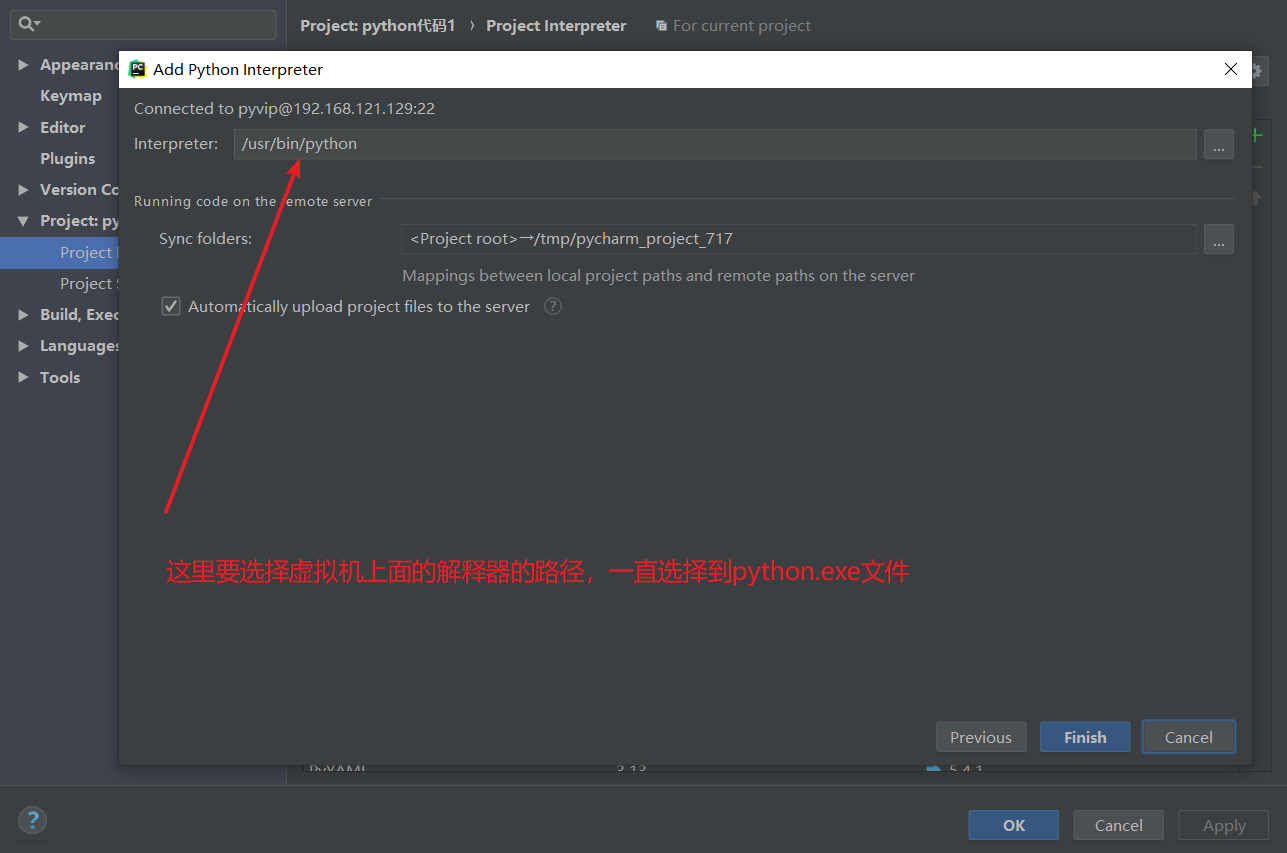 Project: python代码1 › Project Interpreter For current project
Appearanc
Keymap
Editor
Plugins
Version Co
Project: py
Project
Project
Build, Exec
Languages
Tools
Add Python Interpreter
Connected to pyvip@192.168.121.129:22
Interpreter: /usr/bin/python ...
Running code on the remote server
Sync folders: <Project root>→/tmp/pycharm_project_717 ...
Mappings between local project paths and remote paths on the server
Automatically upload project files to the server ?
这里要选择虚拟机上面的解释器的路径，一直选择到python.exe文件
Previous Finish Cancel
PyYAML 3.13 5.4.1
? OK Cancel Apply